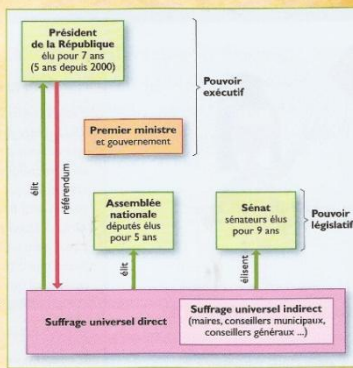 Président
de la République
élu pour 7 ans
(5 ans depuis 2000)
Pouvoir
exécutif
Premier ministre
et gouvernement
élit
référendum
Assemblée
nationale
députés élus
pour 5 ans
Sénat
sénateurs élus
pour 9 ans
Pouvoir
législatif
élit
élisent
Suffrage universel direct
Suffrage universel indirect
(maires, conseillers municipaux,
conseillers généraux ...)